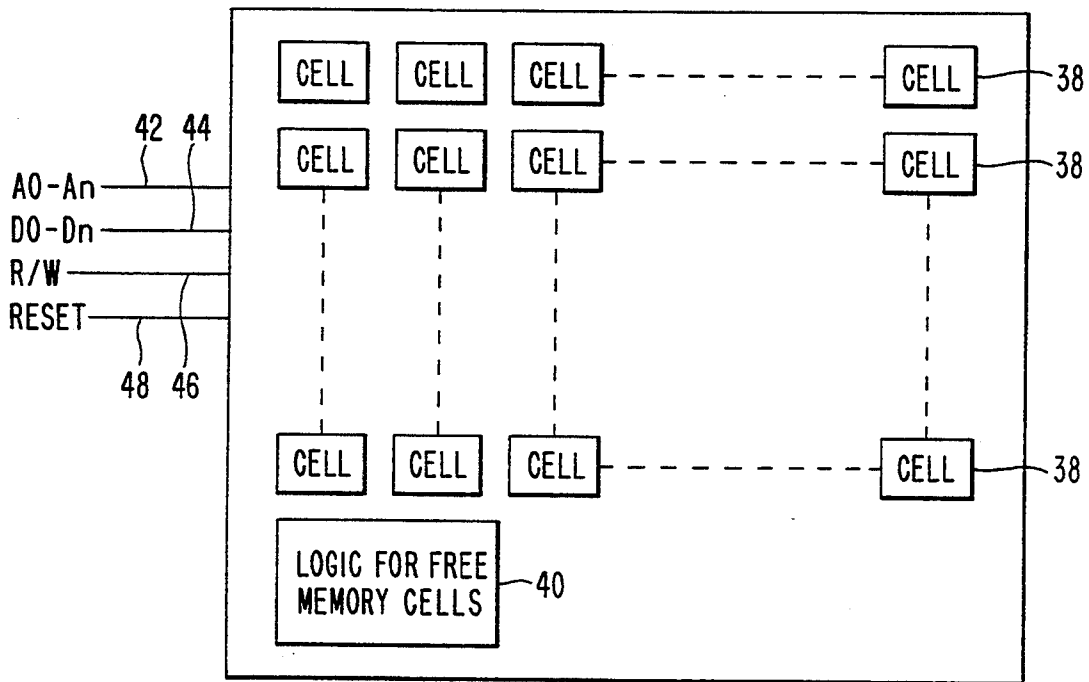 CELL CELL CELL CELL 38
42 44 CELL CELL CELL CELL 38
A0-An
D0-Dn
R/W
RESET
48 46
CELL CELL CELL CELL 38
LOGIC FOR FREE
MEMORY CELLS 40